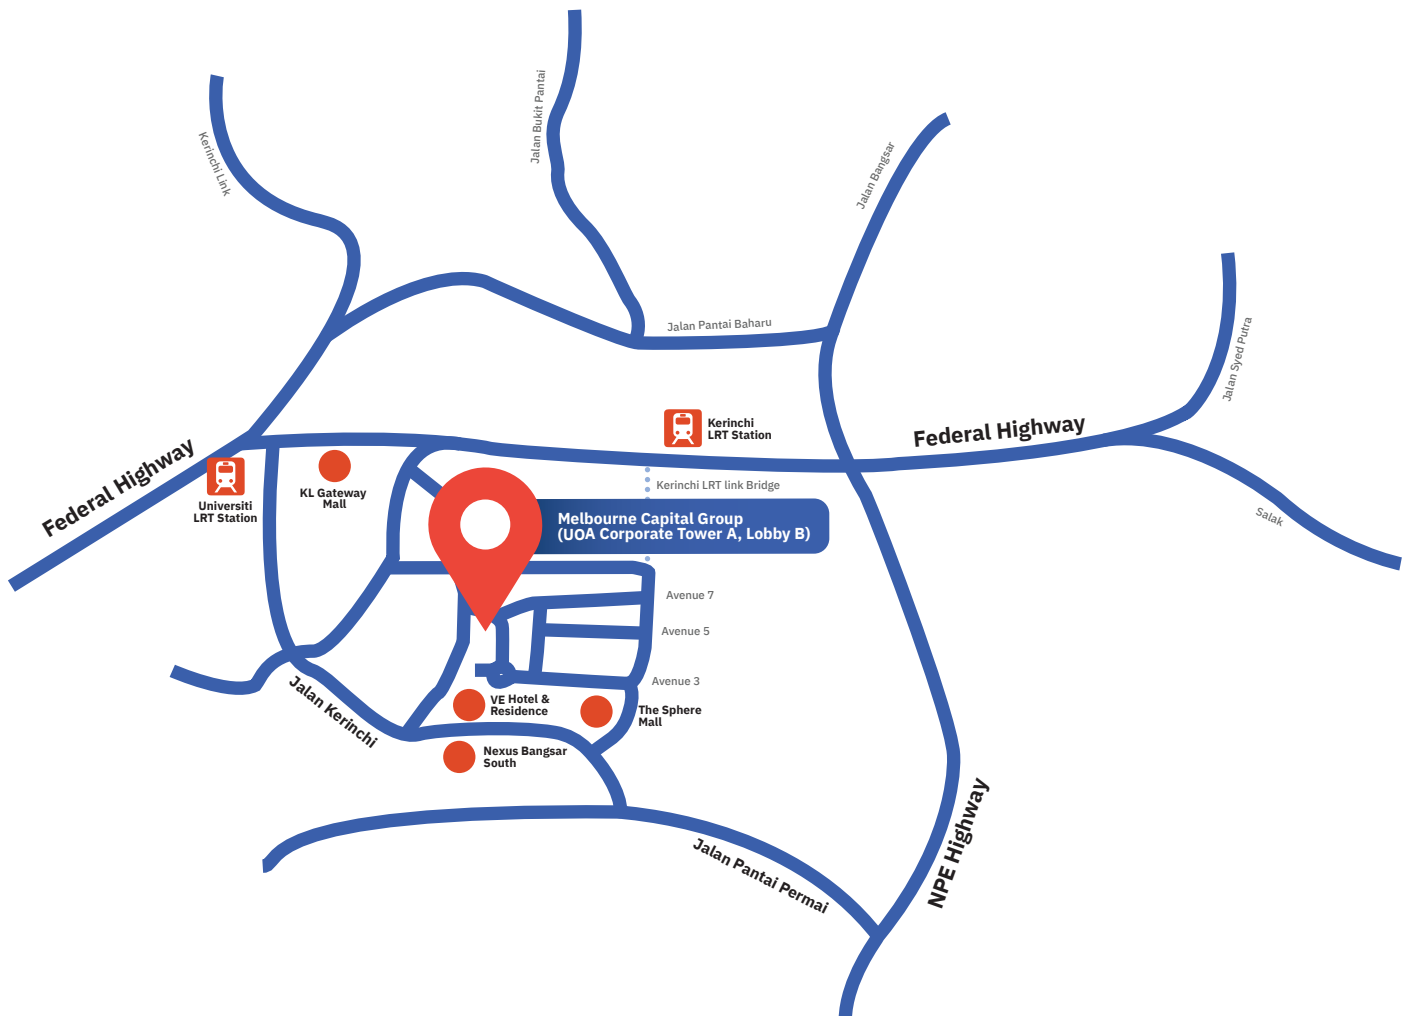 Jalan Bukit Pantai
Kerinchi Link
Jalan Bangsar
Jalan Pantai Baharu
Jalan Syed Putra
Kerinchi
LRT Station
Federal Highway
Federal Highway
Universiti
LRT Station
KL Gateway
Mall
Kerinchi LRT link Bridge
Salak
Melbourne Capital Group
(UOA Corporate Tower A, Lobby B)
Avenue 7
Avenue 5
Avenue 3
Jalan Kerinchi
VE Hotel &
Residence
The Sphere
Mall
Nexus Bangsar
South
NPE Highway
Jalan Pantai Permai